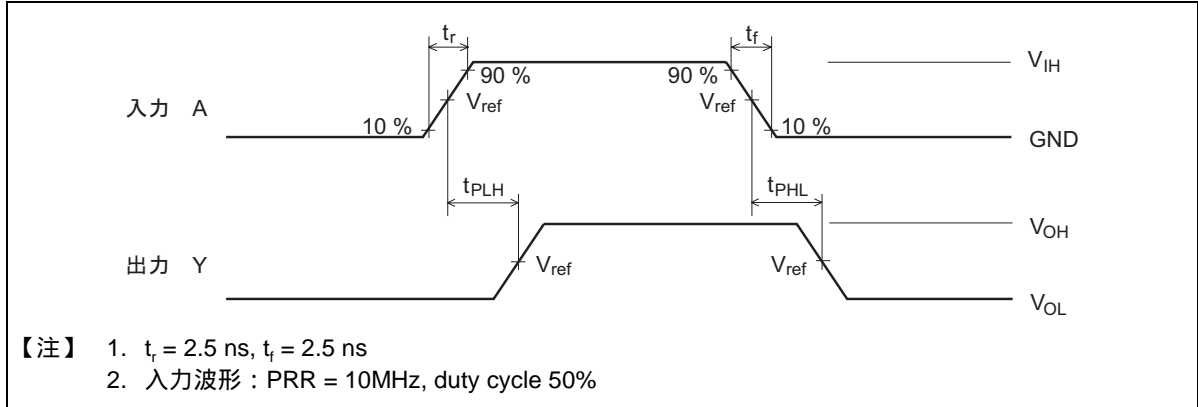 tr tf
90 % 90 % VIH
入力 A Vref Vref
10 % 10 % GND
tPLH tPHL
VOH
出力 Y Vref Vref
VOL
【注】 1. tr = 2.5 ns, tf = 2.5 ns
2. 入力波形：PRR = 10MHz, duty cycle 50%